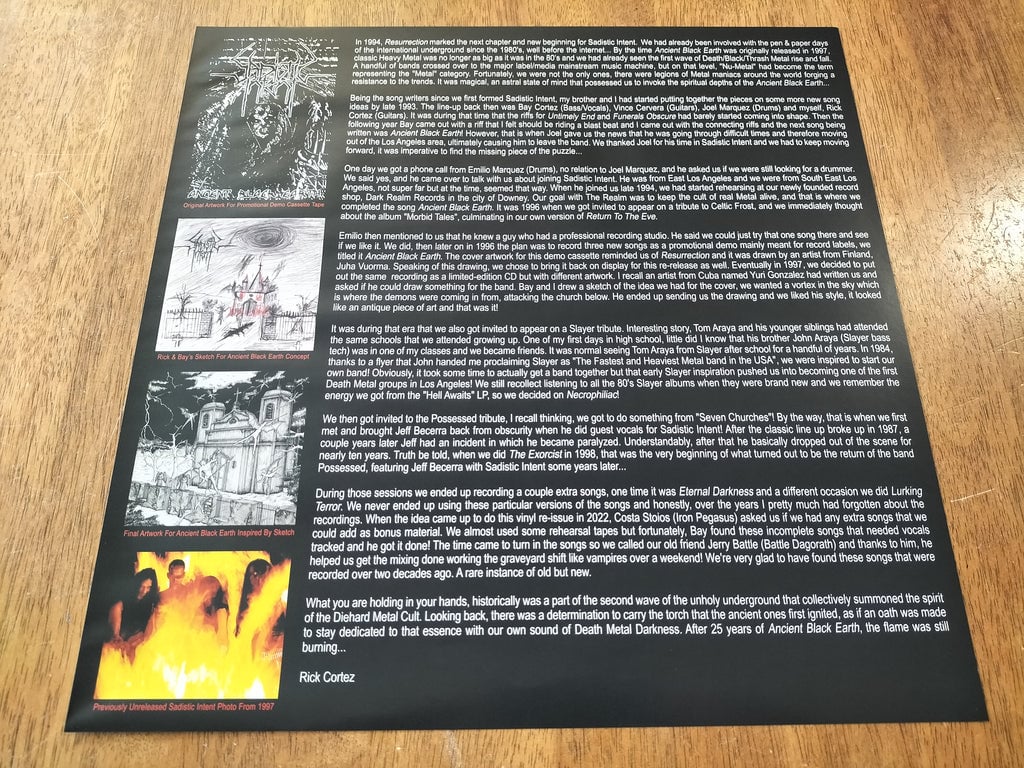 In 1994, Resurrection marked the next chapter and new beginning for Sadistic Intent. We had already been involved with the pen & paper days
of the international underground since the 1980's, well before the internet... By the time Ancient Black Earth was originally released in 1997,
classic Heavy Metal was no longer as big as it was in the 80's and we had already seen the first wave of Death/Black/Thrash Metal rise and fall.
A handful of bands crossed over to the major label/media mainstream music machine, but on that level, "Nu-Metal" had become the term
representing the "Metal" category. Fortunately, we were not the only ones, there were legions of Metal maniacs around the world forging a
resistance to the trends. It was magical, an astral state of mind that possessed us to invoke the spiritual depths of the Ancient Black Earth...
Being the song writers since we first formed Sadistic Intent, my brother and I had started putting together the pieces on some more new song
ideas by late 1993. The line-up back then was Bay Cortez (Bass/Vocals), Vince Cervera (Guitars), Joel Marquez (Drums) and myself, Rick
Cortez (Guitars). It was during that time that the riffs for Untimely End and Funerals Obscure had barely started coming into shape. Then the
following year Bay came out with a riff that I felt should be riding a blast beat and I came out with the connecting riffs and the next song being
written was Ancient Black Earth! However, that is when Joel gave us the news that he was going through difficult times and therefore moving
out of the Los Angeles area, ultimately causing him to leave the band. We thanked Joel for his time in Sadistic Intent and we had to keep moving
forward, it was imperative to find the missing piece of the puzzle...
One day we got a phone call from Emilio Marquez (Drums), no relation to Joel Marquez, and he asked us if we were still looking for a drummer.
We said yes, and he came over to talk with us about joining Sadistic Intent. He was from East Los Angeles and we were from South East Los
Angeles, not super far but at the time, seemed that way. When he joined us late 1994, we had started rehearsing at our newly founded record
shop, Dark Realm Records in the city of Downey. Our goal with The Realm was to keep the cult of real Metal alive, and that is where we
completed the song Ancient Black Earth. It was 1996 when we got invited to appear on a tribute to Celtic Frost, and we immediately thought
about the album "Morbid Tales", culminating in our own version of Return To The Eve.
Emilio then mentioned to us that he knew a guy who had a professional recording studio. He said we could just try that one song there and see
if we like it. We did, then later on in 1996 the plan was to record three new songs as a promotional demo mainly meant for record labels, we
titled it Ancient Black Earth. The cover artwork for this demo cassette reminded us of Resurrection and it was drawn by an artist from Finland,
Juha Vuorma. Speaking of this drawing, we chose to bring it back on display for this re-release as well. Eventually in 1997, we decided to put
out the same recording as a limited-edition CD but with different artwork. I recall an artist from Cuba named Yuri Gonzalez had written us and
asked if he could draw something for the band. Bay and I drew a sketch of the idea we had for the cover, we wanted a vortex in the sky which
is where the demons were coming in from, attacking the church below. He ended up sending us the drawing and we liked his style, it looked
like an antique piece of art and that was it!
It was during that era that we also got invited to appear on a Slayer tribute. Interesting story, Tom Araya and his younger siblings had attended
the same schools that we attended growing up. One of my first days in high school, little did I know that his brother John Araya (Slayer bass
tech) was in one of my classes and we became friends. It was normal seeing Tom Araya from Slayer after school for a handful of years. In 1984,
thanks to a flyer that John handed me proclaiming Slayer as "The Fastest and Heaviest Metal band in the USA", we were inspired to start our
own band! Obviously, it took some time to actually get a band together but that early Slayer inspiration pushed us into becoming one of the first
Death Metal groups in Los Angeles! We still recollect listening to all the 80's Slayer albums when they were brand new and we remember the
energy we got from the "Hell Awaits" LP, so we decided on Necrophiliac!
We then got invited to the Possessed tribute, I recall thinking, we got to do something from "Seven Churches"! By the way, that is when we first
met and brought Jeff Becerra back from obscurity when he did guest vocals for Sadistic Intent! After the classic line up broke up in 1987, a
couple years later Jeff had an incident in which he became paralyzed. Understandably, after that he basically dropped out of the scene for
nearly ten years. Truth be told, when we did The Exorcist in 1998, that was the very beginning of what turned out to be the return of the band
Possessed, featuring Jeff Becerra with Sadistic Intent some years later...
During those sessions we ended up recording a couple extra songs, one time it was Eternal Darkness and a different occasion we did Lurking
Terror. We never ended up using these particular versions of the songs and honestly, over the years I pretty much had forgotten about the
recordings. When the idea came up to do this vinyl re-issue in 2022, Costa Stoios (Iron Pegasus) asked us if we had any extra songs that we
could add as bonus material. We almost used some rehearsal tapes but fortunately, Bay found these incomplete songs that needed vocals
tracked and he got it done! The time came to turn in the songs so we called our old friend Jerry Battle (Battle Dagorath) and thanks to him, he
helped us get the mixing done working the graveyard shift like vampires over a weekend! We're very glad to have found these songs that were
recorded over two decades ago. A rare instance of old but new.
What you are holding in your hands, historically was a part of the second wave of the unholy underground that collectively summoned the spirit
of the Diehard Metal Cult. Looking back, there was a determination to carry the torch that the ancient ones first ignited, as if an oath was made
to stay dedicated to that essence with our own sound of Death Metal Darkness. After 25 years of Ancient Black Earth, the flame was still
burning...
Rick Cortez
Original Artwork For Promotional Demo Cassette Tape
Rick & Bay's Sketch For Ancient Black Earth Concept
Final Artwork For Ancient Black Earth Inspired By Sketch
Previously Unreleased Sadistic Intent Photo From 1997